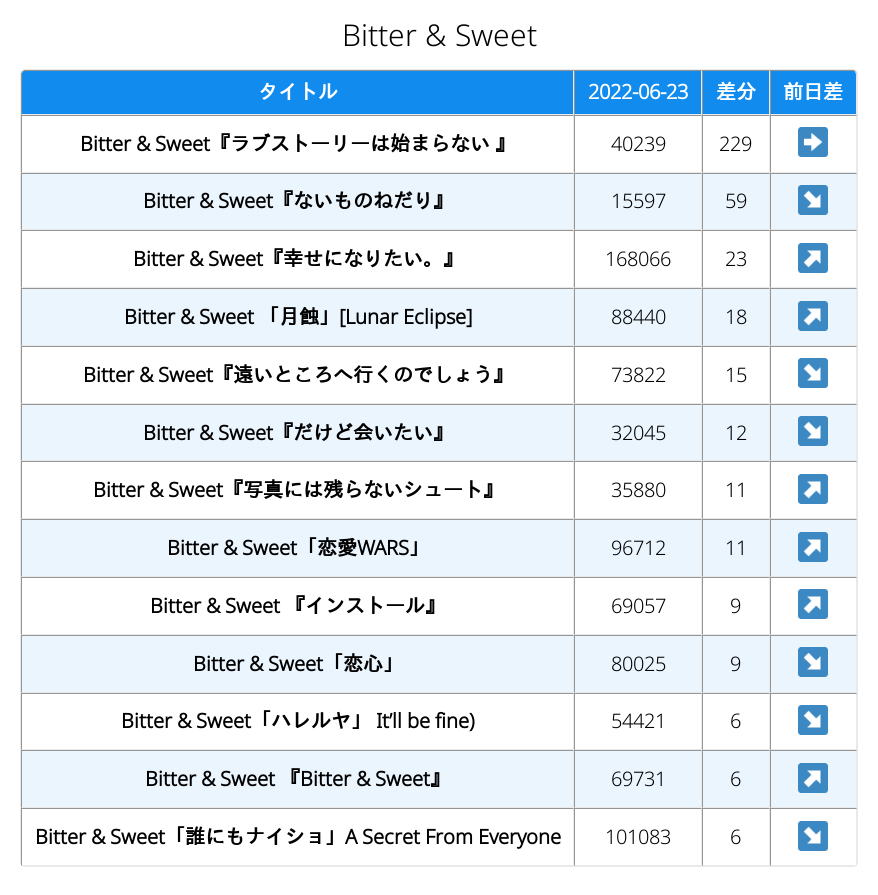 Bitter & Sweet
タイトル 2022-06-23 差分 前日差
Bitter & Sweet『ラブストーリーは始まらない 』 40239 229 ➡
Bitter & Sweet『ないものねだり』 15597 59 ↘
Bitter & Sweet『幸せになりたい。』 168066 23 ↗
Bitter & Sweet 「月蝕」[Lunar Eclipse] 88440 18 ↗
Bitter & Sweet『遠いところへ行くのでしょう』 73822 15 ↘
Bitter & Sweet『だけど会いたい』 32045 12 ↘
Bitter & Sweet『写真には残らないシュート』 35880 11 ↗
Bitter & Sweet「恋愛WARS」 96712 11 ↗
Bitter & Sweet 『インストール』 69057 9 ↗
Bitter & Sweet「恋心」 80025 9 ↘
Bitter & Sweet「ハレルヤ」 It’ll be fine) 54421 6 ↘
Bitter & Sweet 『Bitter & Sweet』 69731 6 ↗
Bitter & Sweet「誰にもナイショ」A Secret From Everyone 101083 6 ↘